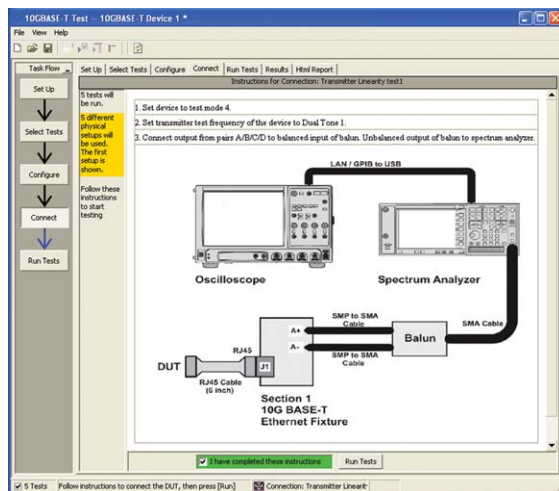 10GBASE-T Test -- 10GBASE-T Device 1 *
File View Help
Task Flow
Set Up
Select Tests
Configure
Connect
Run Tests
Set Up Select Tests Configure Connect Run Tests Results Html Report
Instructions for Connection: Transmitter Linearity test1
5 tests will
be run.
5 different
physical
setups will
be used.
The first
setup is
shown.
Follow these
instructions
to start
testing
1. Set device to test mode 4.
2. Set transmitter test frequency of the device to Dual Tone 1.
3. Connect output from pairs A/B/C/D to balanced input of balun. Unbalanced output of balun to spectrum analyzer.
LAN / GPIB to USB
Oscilloscope
Spectrum Analyzer
SMP to SMA
Cable
SMA Cable
A+
A-
Balun
RJ45
J1
DUT
SMP to SMA
Cable
RJ45 Cable
(6 inch)
Section 1
10G BASE-T
Ethernet Fixture
I have completed these instructions
Run Tests
5 Tests Follow instructions to connect the DUT, then press [Run] Connection: Transmitter Linearit